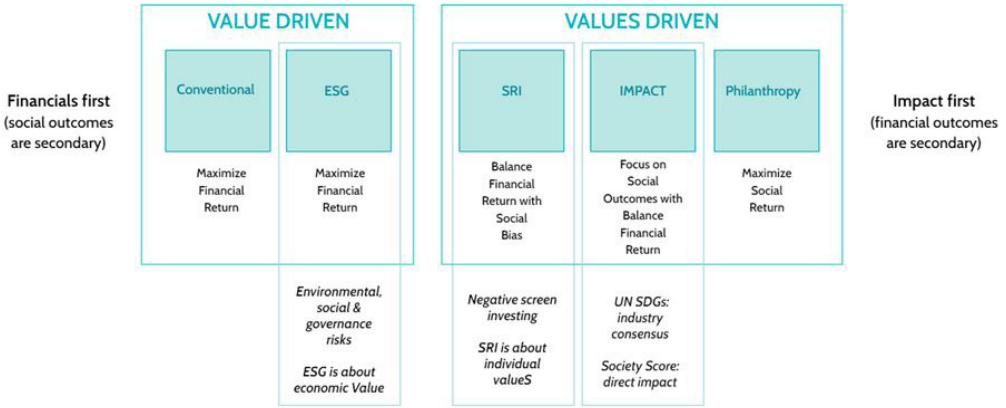 VALUE DRIVEN
VALUES DRIVEN
Financials first
(social outcomes
are secondary)
Conventional
ESG
SRI
IMPACT
Philanthropy
Impact first
(financial outcomes
are secondary)
Maximize
Financial
Return
Maximize
Financial
Return
Balance
Financial
Return with
Social
Bias
Focus on
Social
Outcomes with
Balance
Financial
Return
Maximize
Social
Return
Environmental,
social &
governance
risks
ESG is about
economic Value
Negative screen
investing
SRI is about
individual
valueS
UN SDGs:
industry
consensus
Society Score:
direct impact